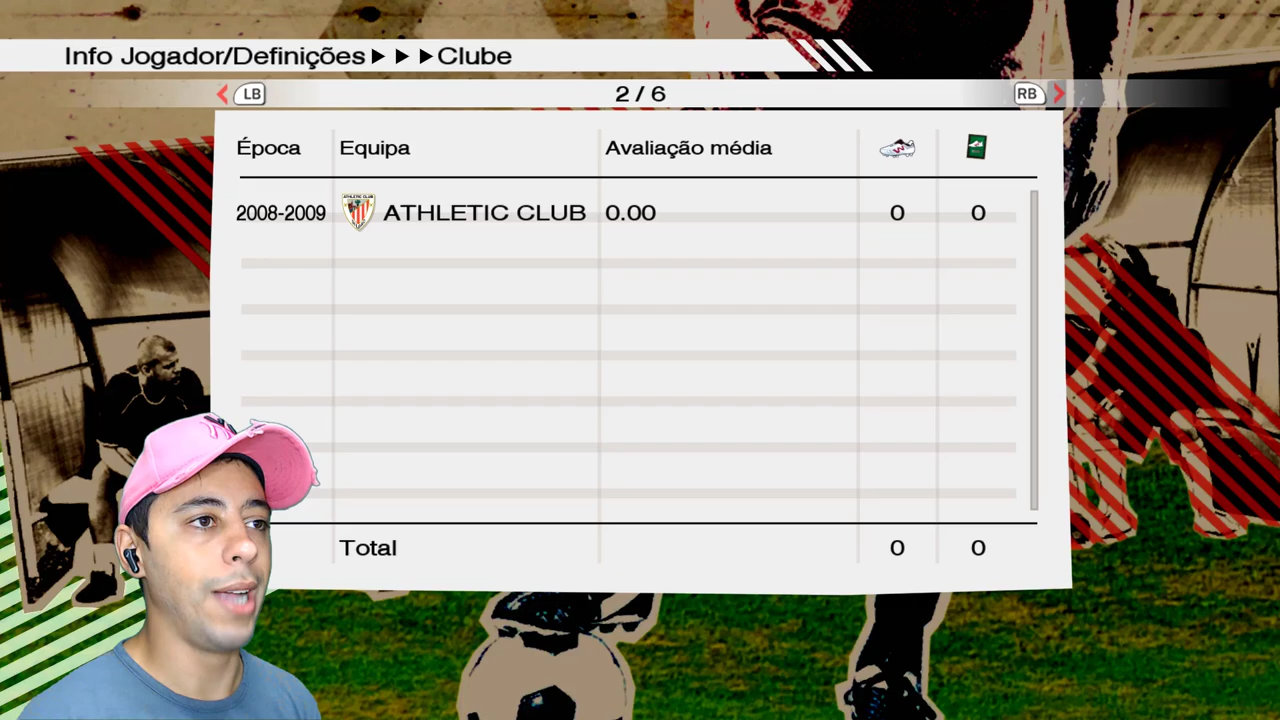 Info Jogador/Definições ▶ ▶ ▶ Clube
LB 2 / 6 RB
Época Equipa Avaliação média
2008-2009 ATHLETIC CLUB 0.00 0 0
Total 0 0